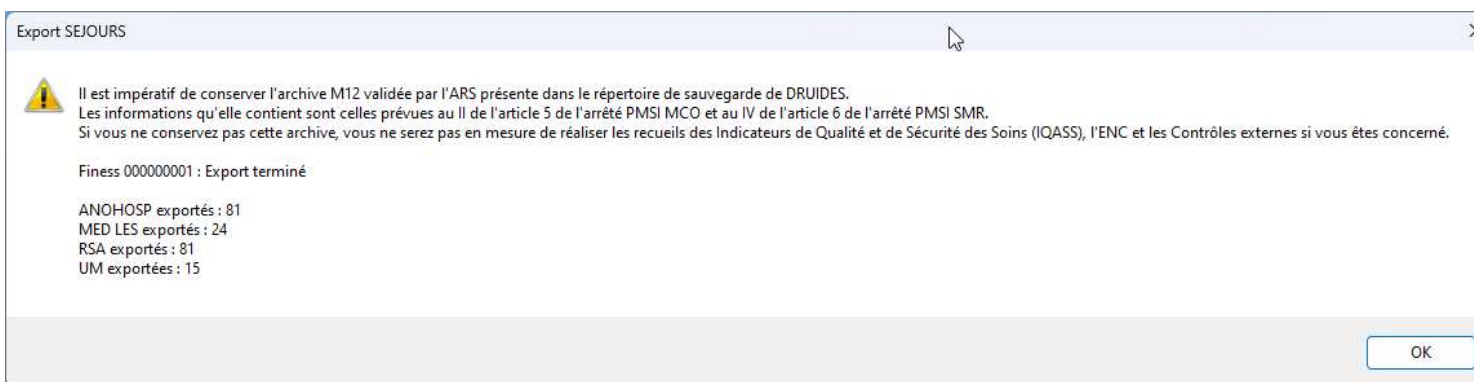 Export SEJOURS
Il est impératif de conserver l'archive M12 validée par l'ARS présente dans le répertoire de sauvegarde de DRUIDES.
Les informations qu'elle contient sont celles prévues au II de l'article 5 de l'arrêté PMSI MCO et au IV de l'article 6 de l'arrêté PMSI SMR.
Si vous ne conservez pas cette archive, vous ne serez pas en mesure de réaliser les recueils des Indicateurs de Qualité et de Sécurité des Soins (IQASS), l'ENC et les Contrôles externes si vous êtes concerné.
Finess 000000001 : Export terminé
ANOHOSP exportés : 81
MED LES exportés : 24
RSA exportés : 81
UM exportées : 15
OK